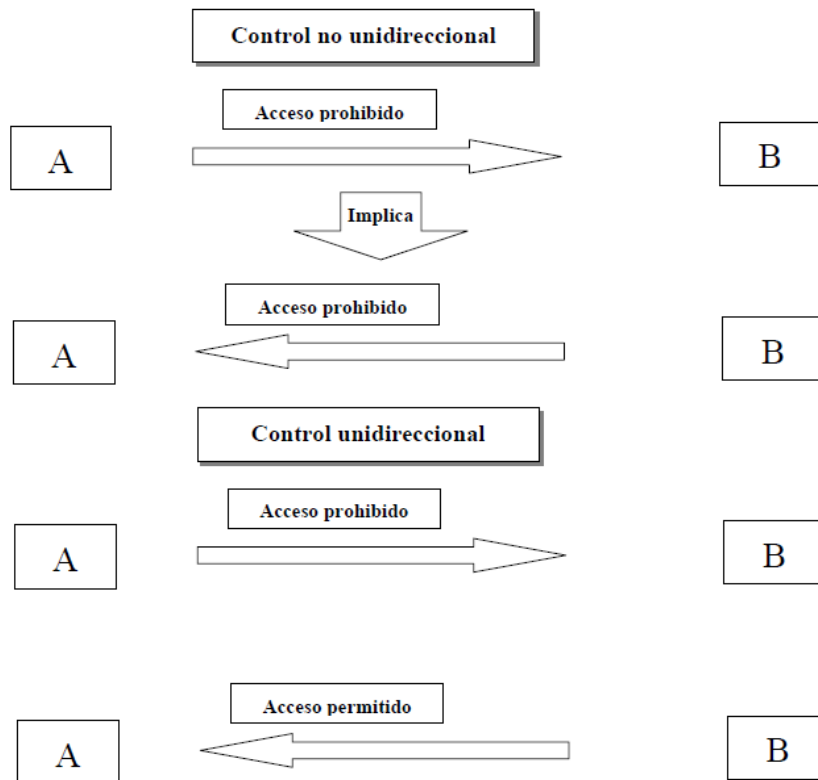 Control no unidireccional
Acceso prohibido
A
B
Implica
Acceso prohibido
A
B
Control unidireccional
Acceso prohibido
A
B
Acceso permitido
A
B